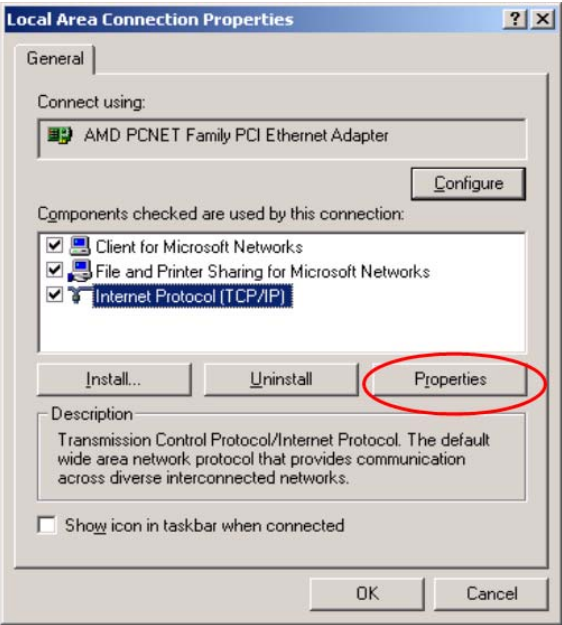 Local Area Connection Properties
General
Connect using:
AMD PCNET Family PCI Ethernet Adapter
Configure
Components checked are used by this connection:
Client for Microsoft Networks
File and Printer Sharing for Microsoft Networks
Internet Protocol (TCP/IP)
Install... Uninstall Properties
Description
Transmission Control Protocol/Internet Protocol. The default
wide area network protocol that provides communication
across diverse interconnected networks.
Show icon in taskbar when connected
OK Cancel